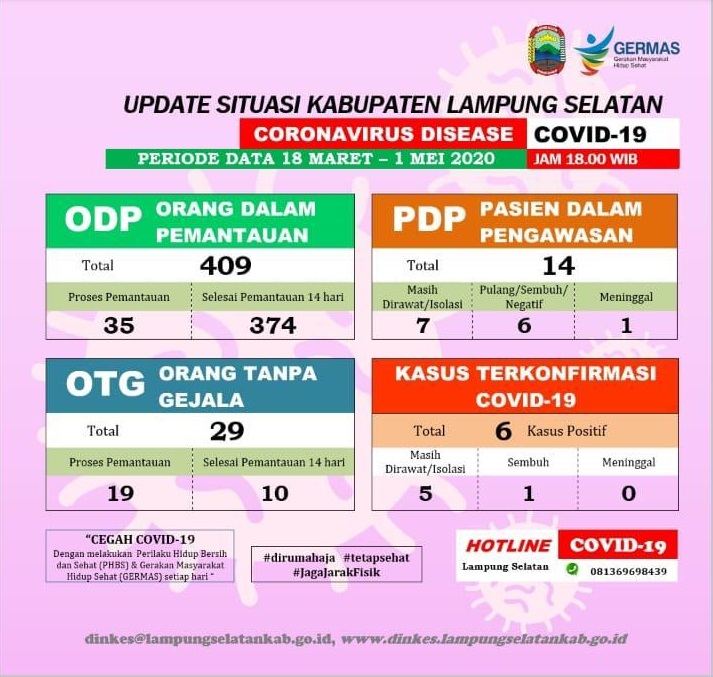 GERMAS
Gerakan Masyarakat
Hidup Sehat
UPDATE SITUASI KABUPATEN LAMPUNG SELATAN
CORONAVIRUS DISEASE COVID-19
PERIODE DATA 18 MARET – 1 MEI 2020 JAM 18.00 WIB
ODP ORANG DALAM
PEMANTAUAN
Total 409
Proses Pemantauan Selesai Pemantauan 14 hari
35 374
PDP PASIEN DALAM
PENGAWASAN
Total 14
Masih
Dirawat/Isolasi
Pulang/Sembuh/
Negatif
Meninggal
7 6 1
OTG ORANG TANPA
GEJALA
Total 29
Proses Pemantauan Selesai Pemantauan 14 hari
19 10
KASUS TERKONFIRMASI
COVID-19
Total 6 Kasus Positif
Masih
Dirawat/Isolasi
Sembuh
Meninggal
5 1 0
"CEGAH COVID-19
Dengan melakukan Perilaku Hidup Bersih
dan Sehat (PHBS) & Gerakan Masyarakat
Hidup Sehat (GERMAS) setiap hari "
#dirumahaja #tetapsehat
#JagaJarakFisik
HOTLINE COVID-19
Lampung Selatan 081369698439
dinkes@lampungselatankab.go.id, www.dinkes.lampungselatankab.go.id